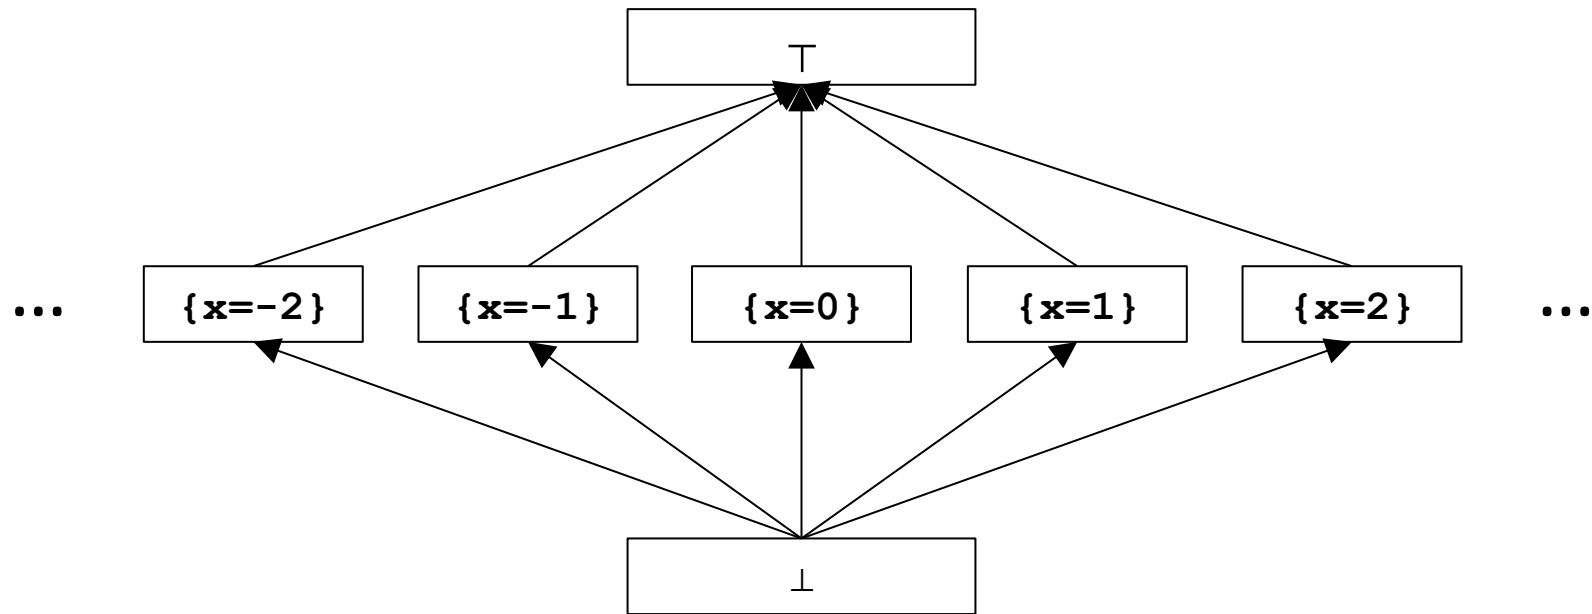 ⊤
... {x=-2} {x=-1} {x=0} {x=1} {x=2} ...
⊥